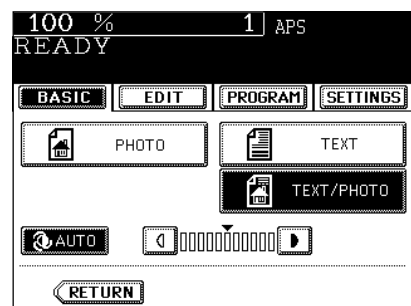 100 % 1 APS
READY
BASIC EDIT PROGRAM SETTINGS
PHOTO TEXT
TEXT/PHOTO
AUTO
RETURN